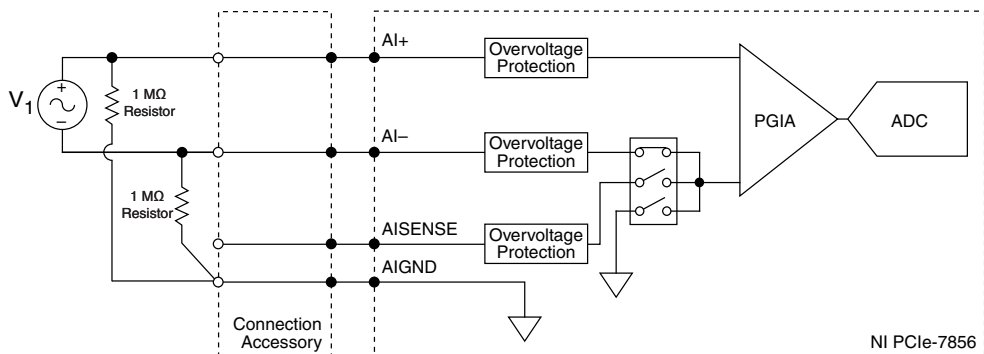 AI+
Overvoltage
Protection
V1
+
–
1 MΩ
Resistor
PGIA
ADC
AI–
Overvoltage
Protection
1 MΩ
Resistor
AISENSE
Overvoltage
Protection
AIGND
Connection
Accessory
NI PCIe-7856